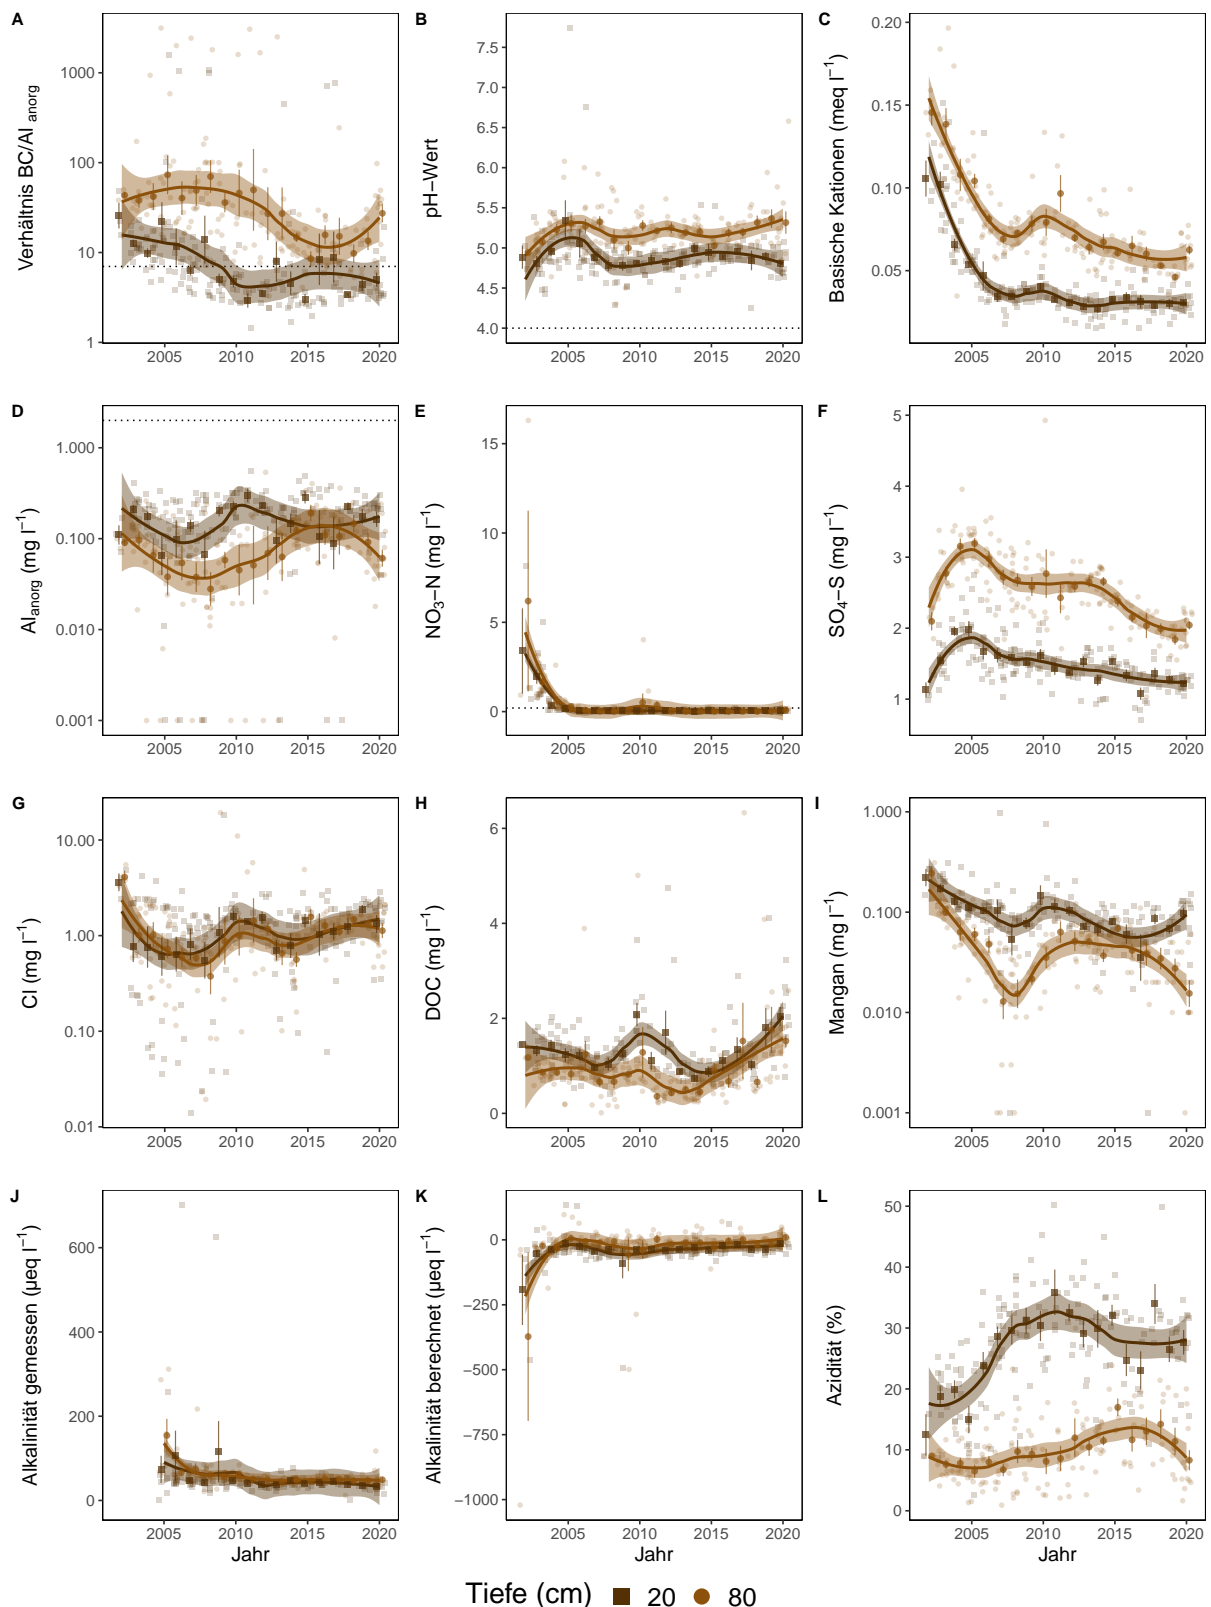 A
Verhältnis BC/Al anorg
1000
100
10
1
2005 2010 2015 2020
B
pH−Wert
7.5
7.0
6.5
6.0
5.5
5.0
4.5
4.0
2005 2010 2015 2020
C
Basische Kationen (meq l−1)
0.20
0.15
0.10
0.05
2005 2010 2015 2020
D
Al anorg (mg l−1)
1.000
0.100
0.010
0.001
2005 2010 2015 2020
E
NO3−N (mg l−1)
15
10
5
0
2005 2010 2015 2020
F
SO4−S (mg l−1)
5
4
3
2
1
2005 2010 2015 2020
G
Cl (mg l−1)
10.00
1.00
0.10
0.01
2005 2010 2015 2020
H
DOC (mg l−1)
6
4
2
0
2005 2010 2015 2020
I
Mangan (mg l−1)
1.000
0.100
0.010
0.001
2005 2010 2015 2020
J
Alkalinität gemessen (µeq l−1)
600
400
200
0
2005 2010 2015 2020
Jahr
K
Alkalinität berechnet (µeq l−1)
0
−250
−500
−750
−1000
2005 2010 2015 2020
L
Azidität (%)
50
40
30
20
10
0
2005 2010 2015 2020
Jahr
Tiefe (cm) 20 80